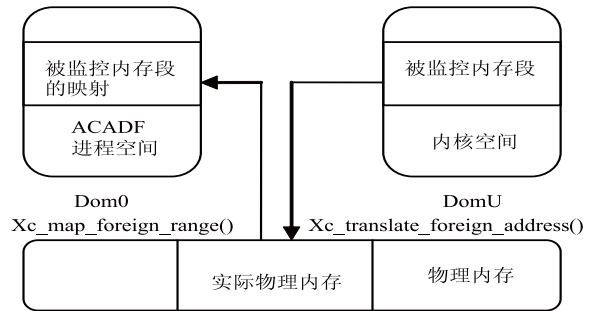 被监控内存段
的映射
ACADF
进程空间
被监控内存段
内核空间
Dom0
DomU
Xc_map_foreign_range()
Xc_translate_foreign_address()
实际物理内存
物理内存